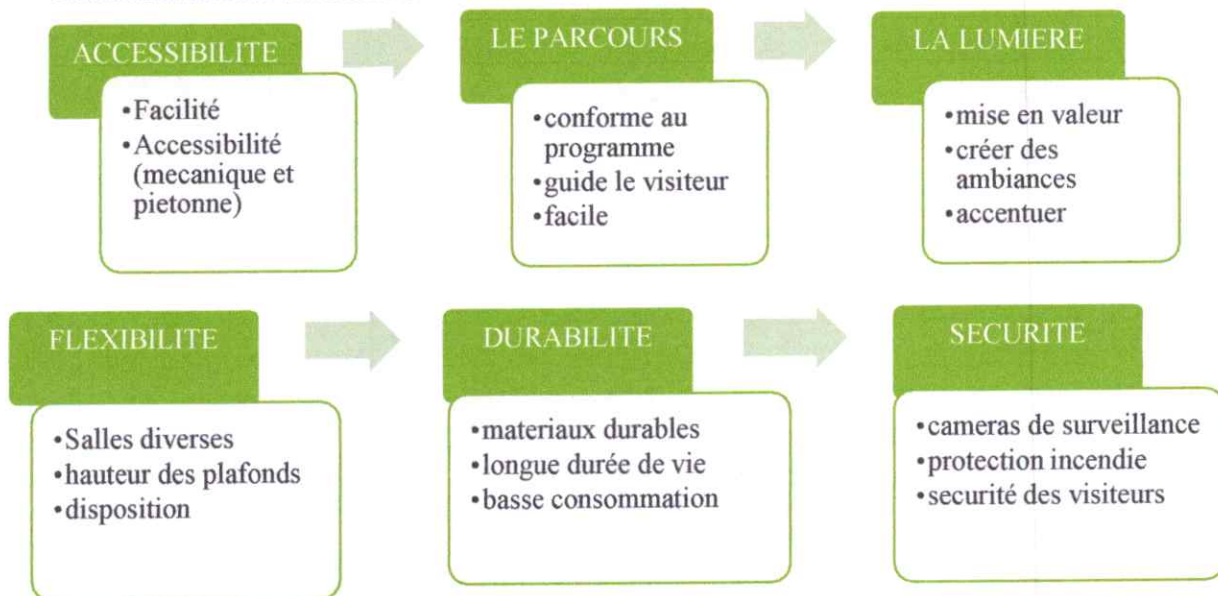 ACCESSIBILITE
•Facilité
•Accessibilité
(mecanique et
pietonne)
LE PARCOURS
•conforme au
programme
•guide le visiteur
•facile
LA LUMIERE
•mise en valeur
•créer des
ambiances
•accentuer
FLEXIBILITE
•Salles diverses
•hauteur des plafonds
•disposition
DURABILITE
•materiaux durables
•longue durée de vie
•basse consommation
SECURITE
•cameras de surveillance
•protection incendie
•securité des visiteurs